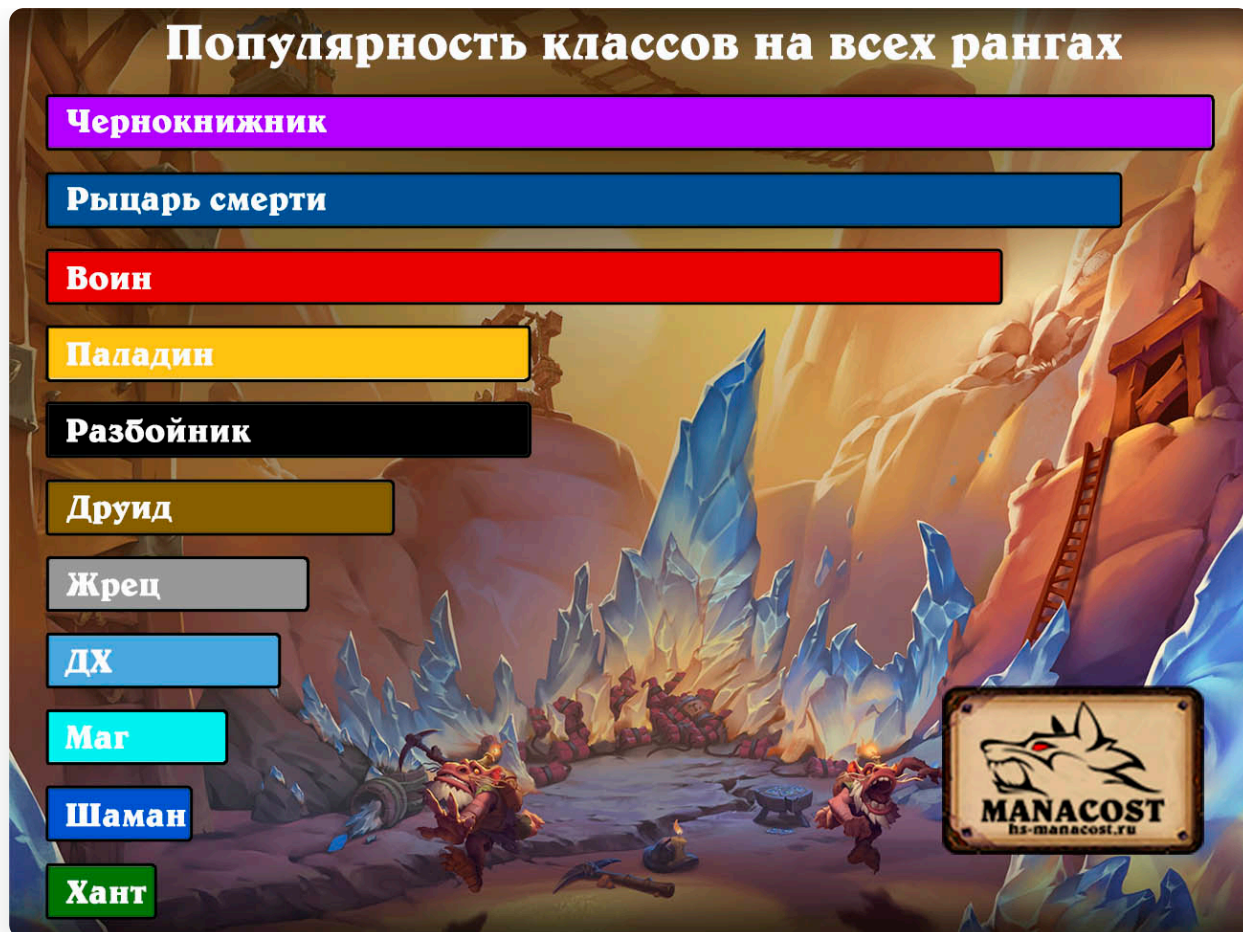 Популярность классов на всех рангах
Чернокнижник
Рыцарь смерти
Воин
Паладин
Разбойник
Друид
Жрец
ДХ
Маг
Шаман
Хант
MANACOST
hs-manacost.ru